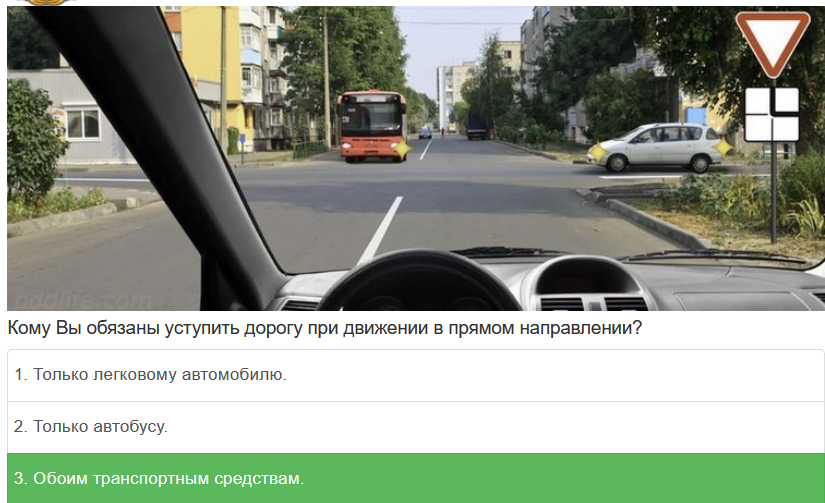 pddlife.com
Кому Вы обязаны уступить дорогу при движении в прямом направлении?
1. Только легковому автомобилю.
2. Только автобусу.
3. Обоим транспортным средствам.